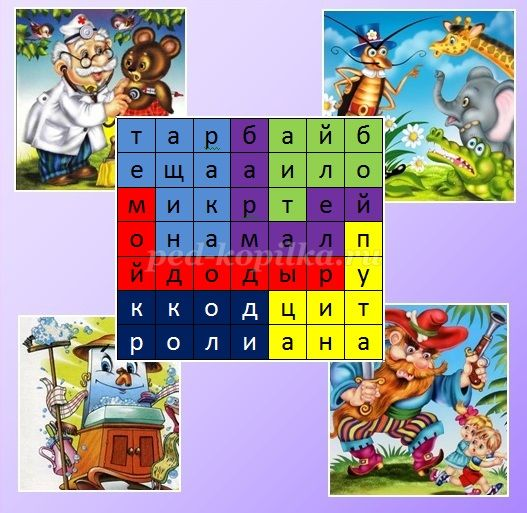 т а р б а й б
е щ а а и л о
м и к р т е й
о н а м а л п
й д о д ы р у
к к о д ц и т
р о л и а н а
ped-kopilka.ru